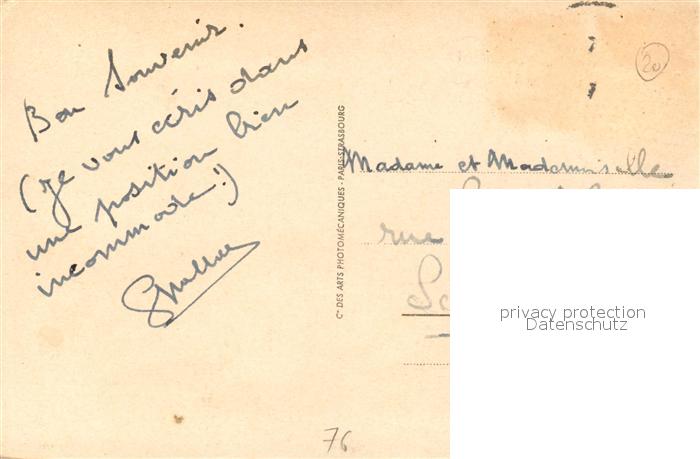 Bon Souvenir.
(je vous écris dans
une position bien
incommode!)
20
Cie DES ARTS PHOTOMÉCANIQUES - PARIS-STRASBOURG
Madame et Mademoiselle
rue
privacy protection
Datenschutz
76